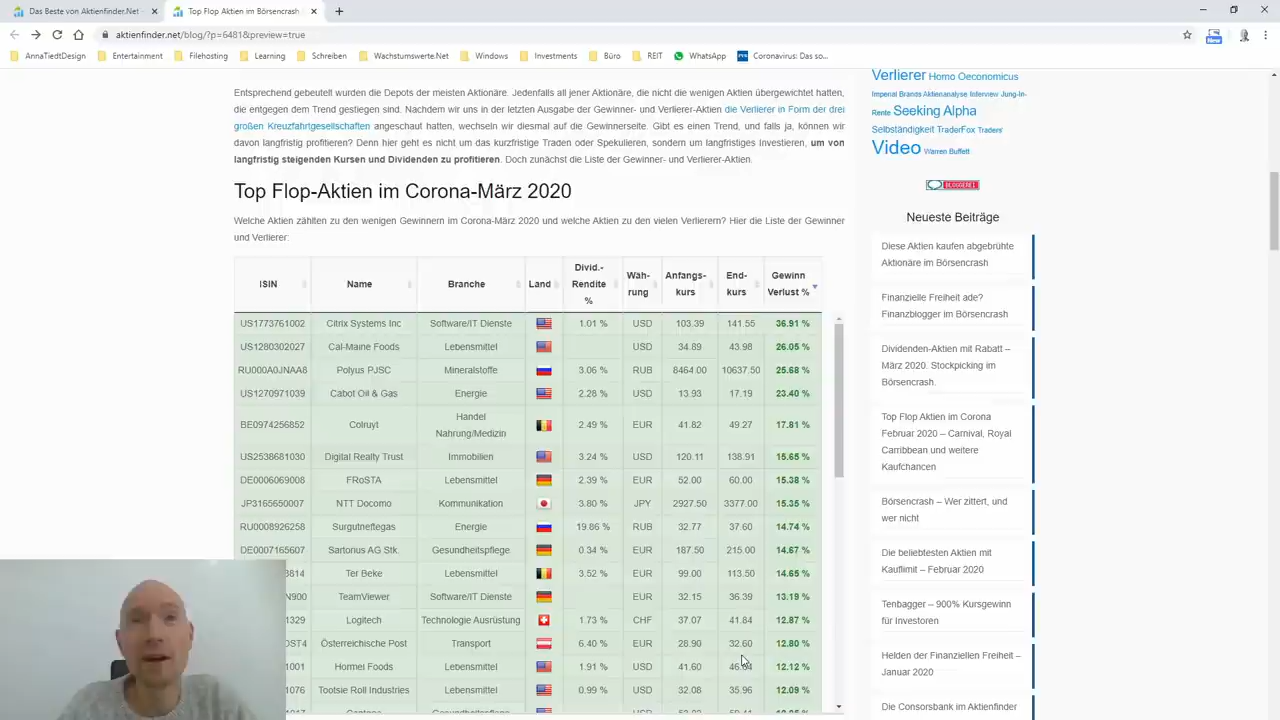 Das Beste von Aktienfinder.Net
Top Flop Aktien im Börsencrash
aktienfinder.net/blog/?p=6481&preview=true
New
AnnaTiedtDesign
Entertainment
Filehosting
Learning
Schreiben
Wachstumswerte.Net
Windows
Investments
Büro
REIT
WhatsApp
Coronavirus: Das so...
Entsprechend gebeutelt wurden die Depots der meisten Aktionäre. Jedenfalls all jener Aktionäre, die nicht die wenigen Aktien übergewichtet hatten,
die entgegen dem Trend gestiegen sind. Nachdem wir uns in der letzten Ausgabe der Gewinner- und Verlierer-Aktien die Verlierer in Form der drei
großen Kreuzfahrtgesellschaften angeschaut hatten, wechseln wir diesmal auf die Gewinnerseite. Gibt es einen Trend, und falls ja, können wir
davon langfristig profitieren? Denn hier geht es nicht um das kurzfristige Traden oder Spekulieren, sondern um langfristiges Investieren, um von
langfristig steigenden Kursen und Dividenden zu profitieren. Doch zunächst die Liste der Gewinner- und Verlierer-Aktien.
Top Flop-Aktien im Corona-März 2020
Welche Aktien zählten zu den wenigen Gewinnern im Corona-März 2020 und welche Aktien zu den vielen Verlierern? Hier die Liste der Gewinner
und Verlierer:
ISIN Name Branche Land Divid.-Rendite % Wäh-rung Anfangs-kurs End-kurs Gewinn Verlust %
US1773761002 Citrix Systems Inc Software/IT Dienste 1.01 % USD 103.39 141.55 36.91 %
US1280302027 Cal-Maine Foods Lebensmittel USD 34.89 43.98 26.05 %
RU000A0JNAA8 Polyus PJSC Mineralstoffe 3.06 % RUB 8464.00 10637.50 25.68 %
US1270971039 Cabot Oil & Gas Energie 2.28 % USD 13.93 17.19 23.40 %
BE0974256852 Colruyt Handel Nahrung/Medizin 2.49 % EUR 41.82 49.27 17.81 %
US2538681030 Digital Realty Trust Immobilien 3.24 % USD 120.11 138.91 15.65 %
DE0006069008 FRoSTA Lebensmittel 2.39 % EUR 52.00 60.00 15.38 %
JP3165650007 NTT Docomo Kommunikation 3.80 % JPY 2927.50 3377.00 15.35 %
RU0008926258 Surgutneftegas Energie 19.86 % RUB 32.77 37.60 14.74 %
DE0007165607 Sartorius AG Stk. Gesundheitspflege 0.34 % EUR 187.50 215.00 14.67 %
3814 Ter Beke Lebensmittel 3.52 % EUR 99.00 113.50 14.65 %
N900 TeamViewer Software/IT Dienste EUR 32.15 36.39 13.19 %
1329 Logitech Technologie Ausrüstung 1.73 % CHF 37.07 41.84 12.87 %
OST4 Österreichische Post Transport 6.40 % EUR 28.90 32.60 12.80 %
1001 Hormel Foods Lebensmittel 1.91 % USD 41.60 12.12 %
1076 Tootsie Roll Industries Lebensmittel 0.99 % USD 32.08 35.96 12.09 %
Verlierer Homo Oeconomicus
Imperial Brands Aktienanalyse Interview Jung-In-
Rente Seeking Alpha
Selbständigkeit TraderFox Traders'
Video Warren Buffett
BLOGGEREI
Neueste Beiträge
Diese Aktien kaufen abgebrühte
Aktionäre im Börsencrash
Finanzielle Freiheit ade?
Finanzblogger im Börsencrash
Dividenden-Aktien mit Rabatt –
März 2020. Stockpicking im
Börsencrash.
Top Flop Aktien im Corona
Februar 2020 – Carnival, Royal
Carribbean und weitere
Kaufchancen
Börsencrash – Wer zittert, und
wer nicht
Die beliebtesten Aktien mit
Kauflimit – Februar 2020
Tenbagger – 900% Kursgewinn
für Investoren
Helden der Finanziellen Freiheit –
Januar 2020
Die Consorsbank im Aktienfinder